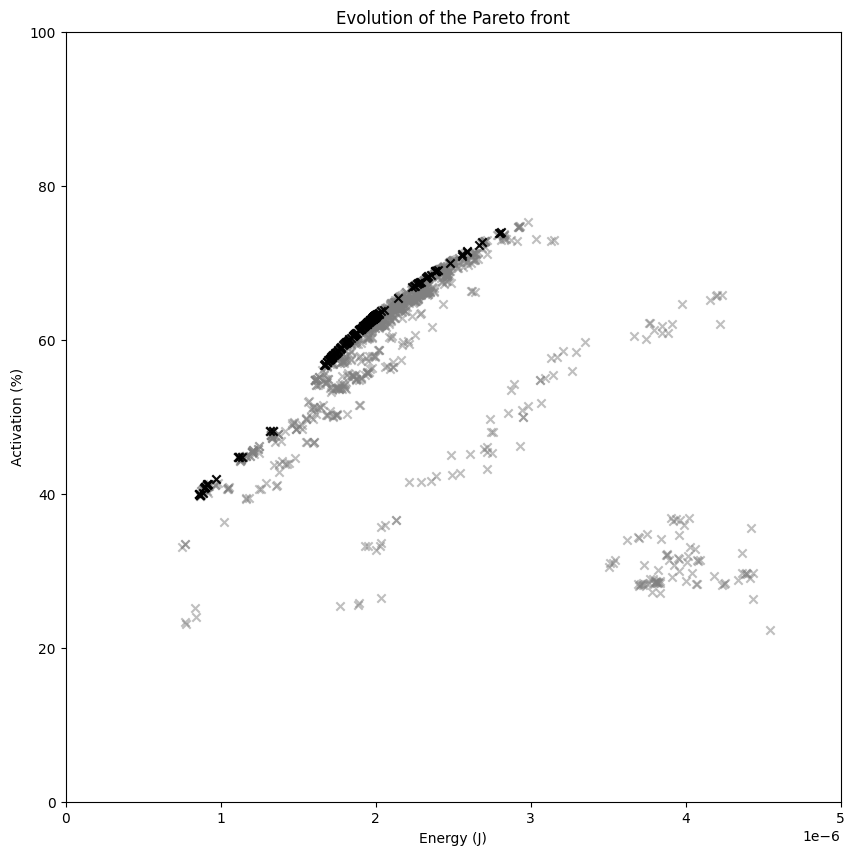 Evolution of the Pareto front
100
80
60
40
20
0
Activation (%)
0 1 2 3 4 5
1e−6
Energy (J)